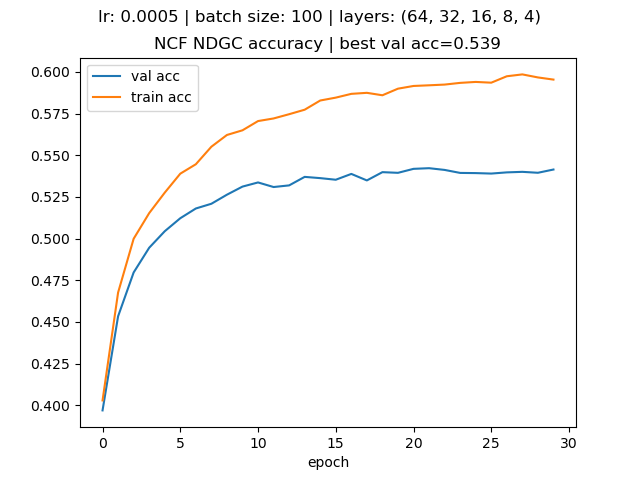 lr: 0.0005 | batch size: 100 | layers: (64, 32, 16, 8, 4)
NCF NDGC accuracy | best val acc=0.539
val acc
train acc
0.600
0.575
0.550
0.525
0.500
0.475
0.450
0.425
0.400
0 5 10 15 20 25 30
epoch